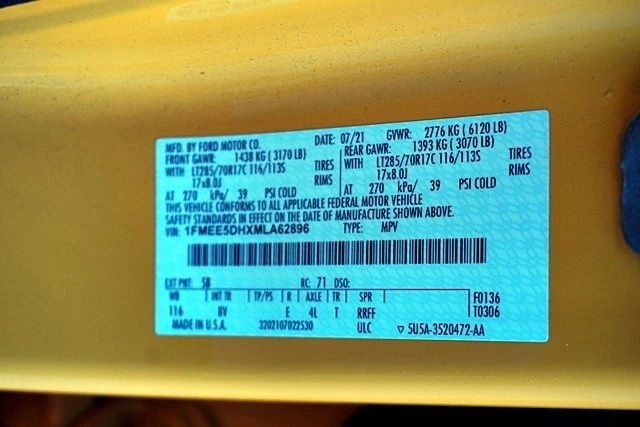 MFD. BY FORD MOTOR CO. DATE: 07/21 GVWR: 2776 KG ( 6120 LB)
FRONT GAWR: 1438 KG ( 3170 LB) REAR GAWR: 1393 KG ( 3070 LB)
WITH LT285/70R17C 116/113S TIRES WITH LT285/70R17C 116/113S TIRES
17x8.0J RIMS 17x8.0J RIMS
AT 270 kPa/ 39 PSI COLD AT 270 kPa/ 39 PSI COLD
THIS VEHICLE CONFORMS TO ALL APPLICABLE FEDERAL MOTOR VEHICLE
SAFETY STANDARDS IN EFFECT ON THE DATE OF MANUFACTURE SHOWN ABOVE.
VIN: 1FMEE5DHXMLA62896 TYPE: MPV
EXT PNT: SB RC: 71 DSO:
WB INT TR TP/PS R AXLE TR SPR F0136
116 BV E 4L T RRFF T0306
MADE IN U.S.A. 3202107022530 ULC ▽ 5U5A-3520472-AA